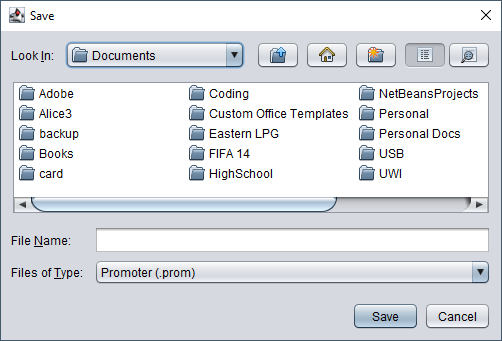 Save
Look In: Documents
Adobe Coding NetBeansProjects
Alice3 Custom Office Templates Personal
backup Eastern LPG Personal Docs
Books FIFA 14 USB
card HighSchool UWI
File Name:
Files of Type: Promoter (.prom)
Save Cancel